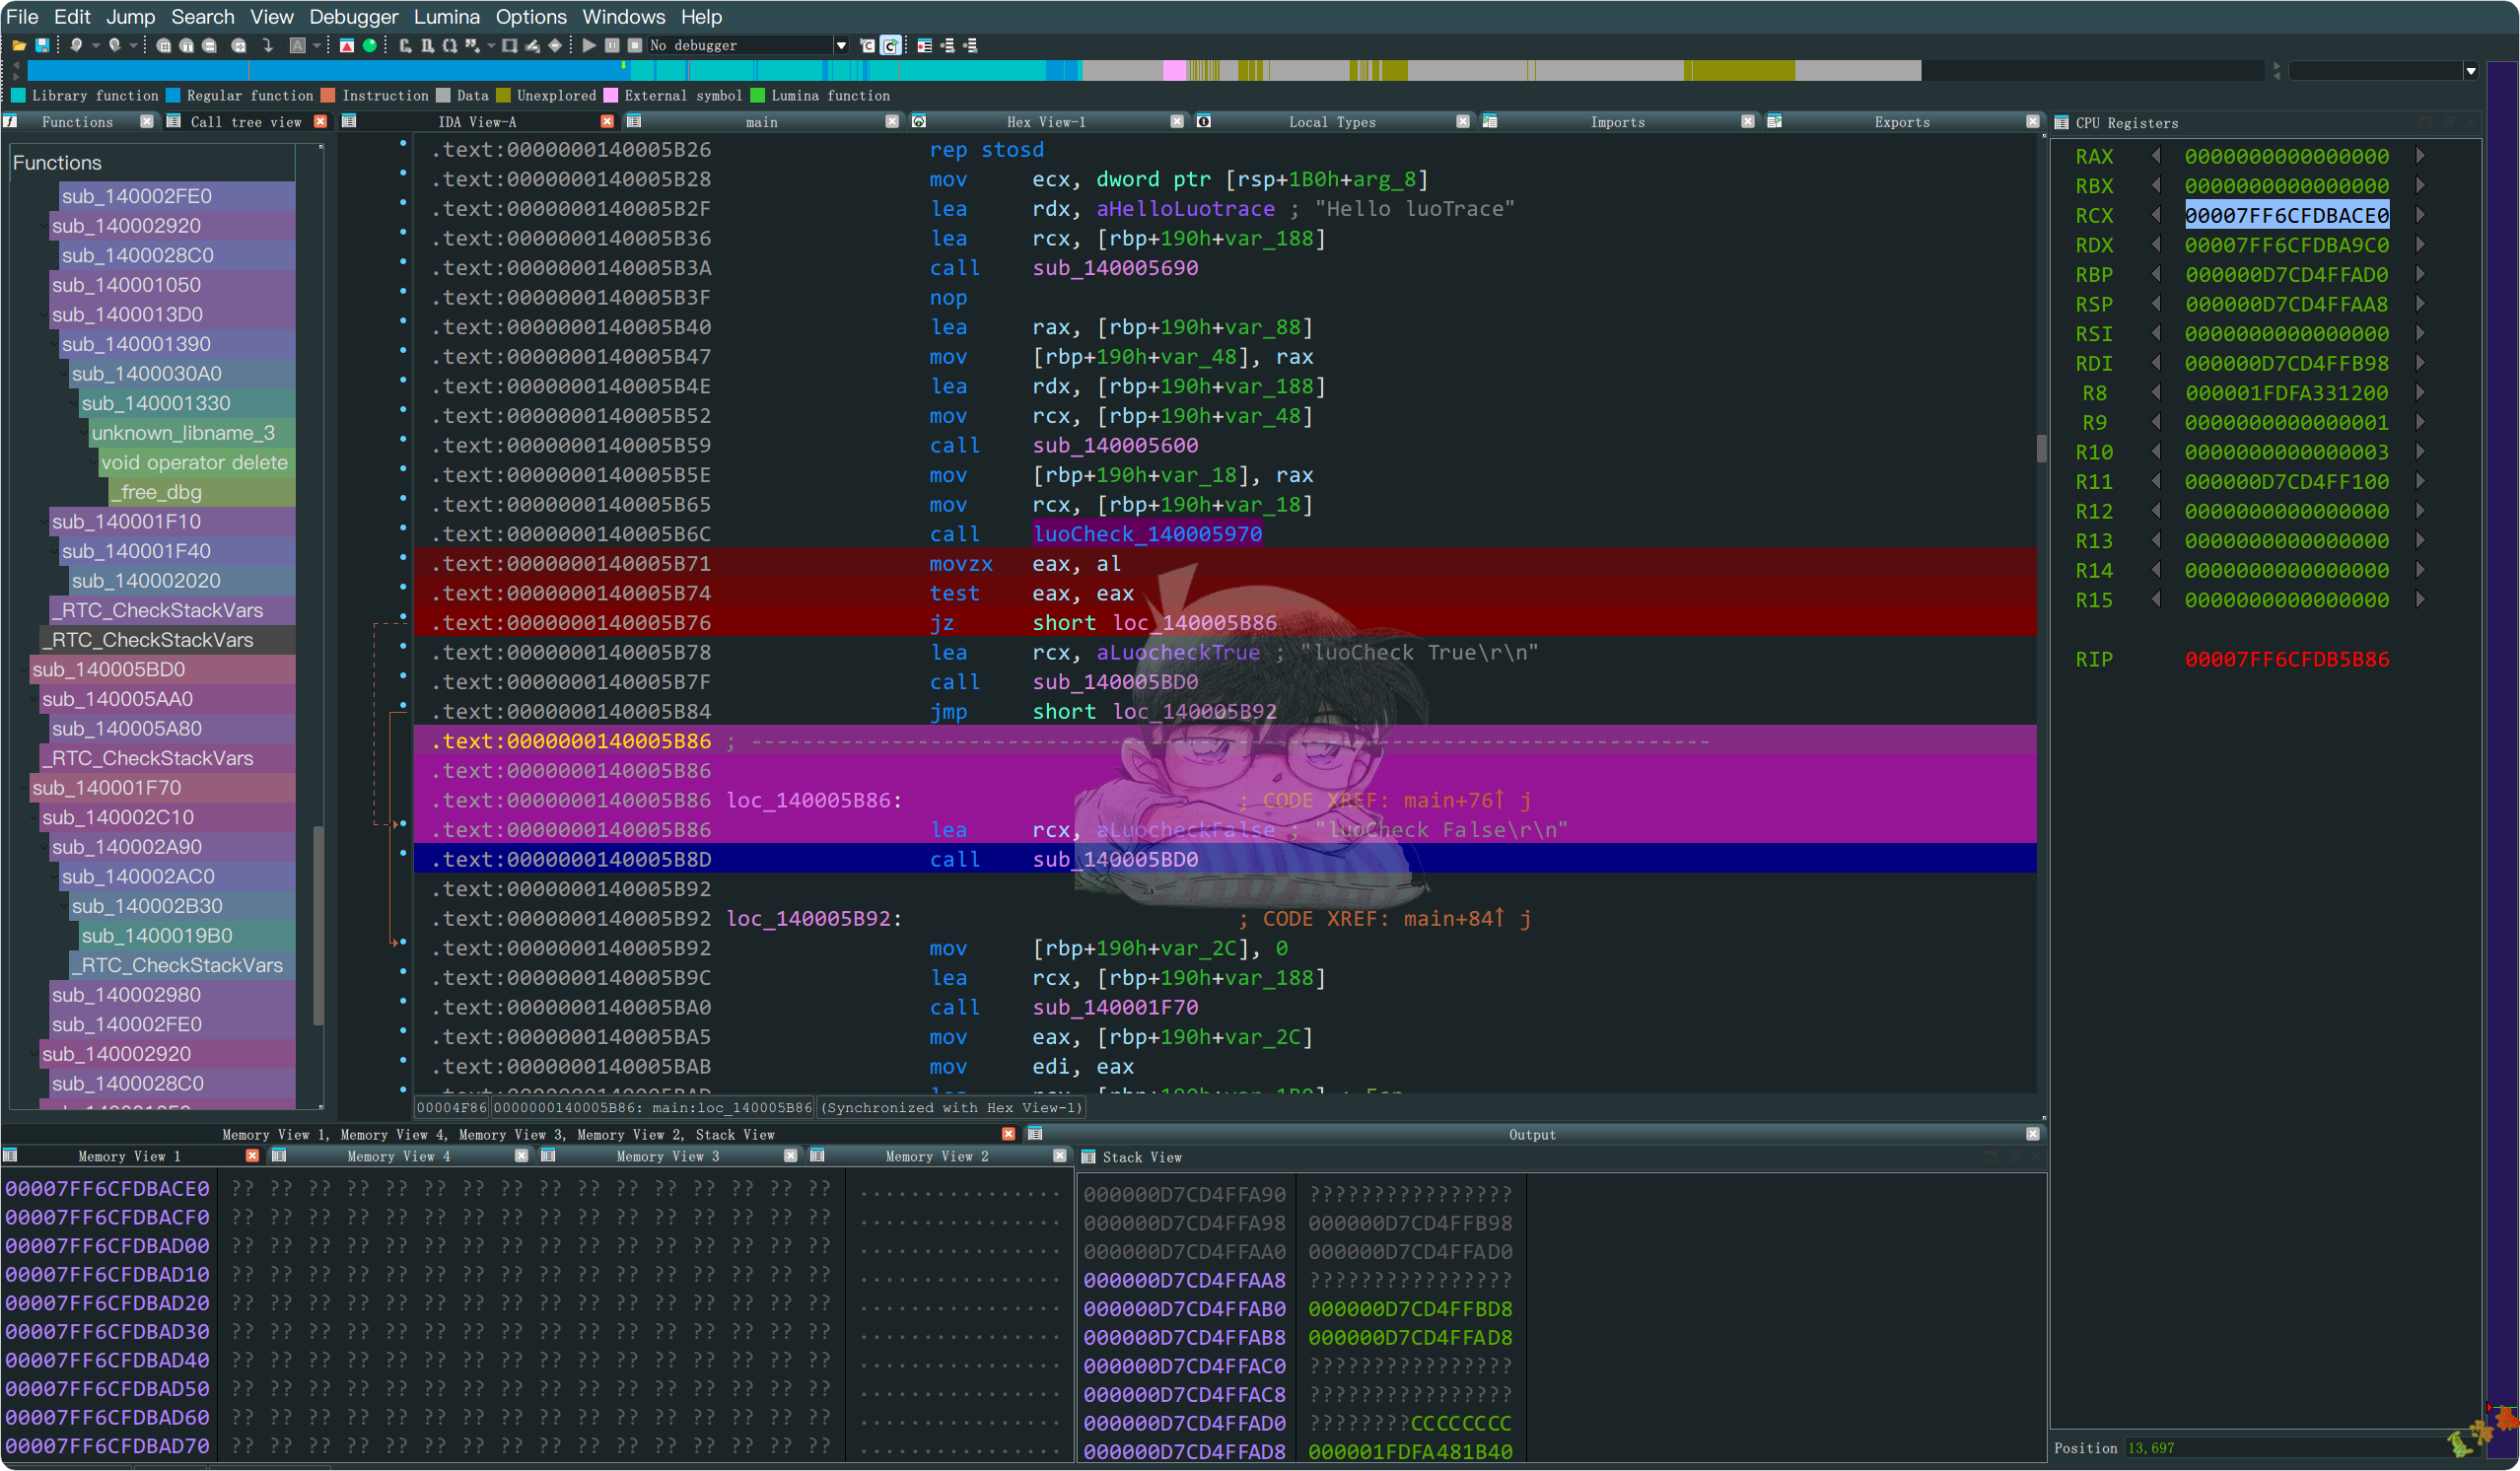 File Edit Jump Search View Debugger Lumina Options Windows Help
No debugger
Library function Regular function Instruction Data Unexplored External symbol Lumina function
Functions Call tree view IDA View-A main Hex View-1 Local Types Imports Exports CPU Registers
Functions
sub_140002FE0
sub_140002920
sub_1400028C0
sub_140001050
sub_1400013D0
sub_140001390
sub_1400030A0
sub_140001330
unknown_libname_3
void operator delete
_free_dbg
sub_140001F10
sub_140001F40
sub_140002020
_RTC_CheckStackVars
_RTC_CheckStackVars
sub_140005BD0
sub_140005AA0
sub_140005A80
_RTC_CheckStackVars
sub_140001F70
sub_140002C10
sub_140002A90
sub_140002AC0
sub_140002B30
sub_1400019B0
_RTC_CheckStackVars
sub_140002980
sub_140002FE0
sub_140002920
sub_1400028C0
.text:0000000140005B26 rep stosd
.text:0000000140005B28 mov ecx, dword ptr [rsp+1B0h+arg_8]
.text:0000000140005B2F lea rdx, aHelloLuotrace ; "Hello luoTrace"
.text:0000000140005B36 lea rcx, [rbp+190h+var_188]
.text:0000000140005B3A call sub_140005690
.text:0000000140005B3F nop
.text:0000000140005B40 lea rax, [rbp+190h+var_88]
.text:0000000140005B47 mov [rbp+190h+var_48], rax
.text:0000000140005B4E lea rdx, [rbp+190h+var_188]
.text:0000000140005B52 mov rcx, [rbp+190h+var_48]
.text:0000000140005B59 call sub_140005600
.text:0000000140005B5E mov [rbp+190h+var_18], rax
.text:0000000140005B65 mov rcx, [rbp+190h+var_18]
.text:0000000140005B6C call luoCheck_140005970
.text:0000000140005B71 movzx eax, al
.text:0000000140005B74 test eax, eax
.text:0000000140005B76 jz short loc_140005B86
.text:0000000140005B78 lea rcx, aLuocheckTrue ; "luoCheck True\r\n"
.text:0000000140005B7F call sub_140005BD0
.text:0000000140005B84 jmp short loc_140005B92
.text:0000000140005B86 ; ---------------------------------------------------------------------------
.text:0000000140005B86
.text:0000000140005B86 loc_140005B86: ; CODE XREF: main+76↑ j
.text:0000000140005B86 lea rcx, aLuocheckFalse ; "luoCheck False\r\n"
.text:0000000140005B8D call sub_140005BD0
.text:0000000140005B92
.text:0000000140005B92 loc_140005B92: ; CODE XREF: main+84↑ j
.text:0000000140005B92 mov [rbp+190h+var_2C], 0
.text:0000000140005B9C lea rcx, [rbp+190h+var_188]
.text:0000000140005BA0 call sub_140001F70
.text:0000000140005BA5 mov eax, [rbp+190h+var_2C]
.text:0000000140005BAB mov edi, eax
00004F86 0000000140005B86: main:loc_140005B86 (Synchronized with Hex View-1)
RAX 0000000000000000
RBX 0000000000000000
RCX 00007FF6CFDBACE0
RDX 00007FF6CFDBA9C0
RBP 000000D7CD4FFAD0
RSP 000000D7CD4FFAA8
RSI 0000000000000000
RDI 000000D7CD4FFB98
R8 000001FDFA331200
R9 0000000000000001
R10 0000000000000003
R11 000000D7CD4FF100
R12 0000000000000000
R13 0000000000000000
R14 0000000000000000
R15 0000000000000000
RIP 00007FF6CFDB5B86
Memory View 1, Memory View 4, Memory View 3, Memory View 2, Stack View Output
Memory View 1 Memory View 4 Memory View 3 Memory View 2 Stack View
00007FF6CFDBACE0 ?? ?? ?? ?? ?? ?? ?? ?? ?? ?? ?? ?? ?? ?? ?? ?? ................
00007FF6CFDBACF0 ?? ?? ?? ?? ?? ?? ?? ?? ?? ?? ?? ?? ?? ?? ?? ?? ................
00007FF6CFDBAD00 ?? ?? ?? ?? ?? ?? ?? ?? ?? ?? ?? ?? ?? ?? ?? ?? ................
00007FF6CFDBAD10 ?? ?? ?? ?? ?? ?? ?? ?? ?? ?? ?? ?? ?? ?? ?? ?? ................
00007FF6CFDBAD20 ?? ?? ?? ?? ?? ?? ?? ?? ?? ?? ?? ?? ?? ?? ?? ?? ................
00007FF6CFDBAD30 ?? ?? ?? ?? ?? ?? ?? ?? ?? ?? ?? ?? ?? ?? ?? ?? ................
00007FF6CFDBAD40 ?? ?? ?? ?? ?? ?? ?? ?? ?? ?? ?? ?? ?? ?? ?? ?? ................
00007FF6CFDBAD50 ?? ?? ?? ?? ?? ?? ?? ?? ?? ?? ?? ?? ?? ?? ?? ?? ................
00007FF6CFDBAD60 ?? ?? ?? ?? ?? ?? ?? ?? ?? ?? ?? ?? ?? ?? ?? ?? ................
00007FF6CFDBAD70 ?? ?? ?? ?? ?? ?? ?? ?? ?? ?? ?? ?? ?? ?? ?? ?? ................
000000D7CD4FFA90 ????????????????
000000D7CD4FFA98 000000D7CD4FFB98
000000D7CD4FFAA0 000000D7CD4FFAD0
000000D7CD4FFAA8 ????????????????
000000D7CD4FFAB0 000000D7CD4FFBD8
000000D7CD4FFAB8 000000D7CD4FFAD8
000000D7CD4FFAC0 ????????????????
000000D7CD4FFAC8 ????????????????
000000D7CD4FFAD0 ????????CCCCCCCC
000000D7CD4FFAD8 000001FDFA481B40
Position 13,697